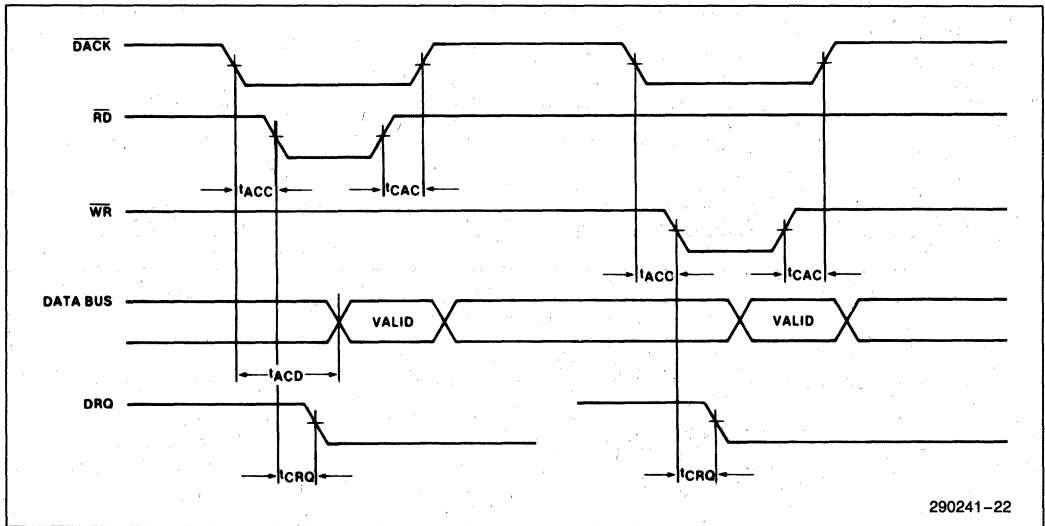 DACK
RD
tACC
tCAC
WR
tACC
tCAC
DATA BUS
VALID
VALID
tACD
DRQ
tCRQ
tCRQ
290241–22